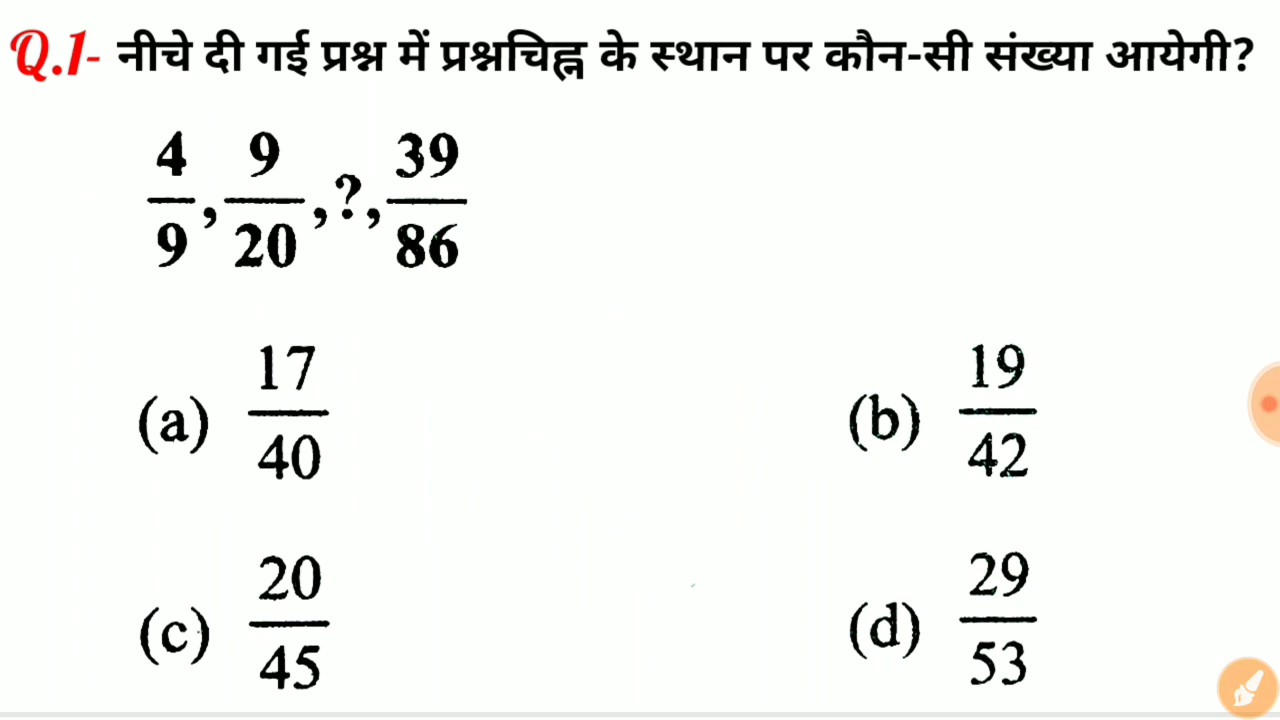 Q.1- नीचे दी गई प्रश्न में प्रश्नचिह्न के स्थान पर कौन-सी संख्या आयेगी?
4/9, 9/20, ?, 39/86
(a) 17/40 (b) 19/42
(c) 20/45 (d) 29/53